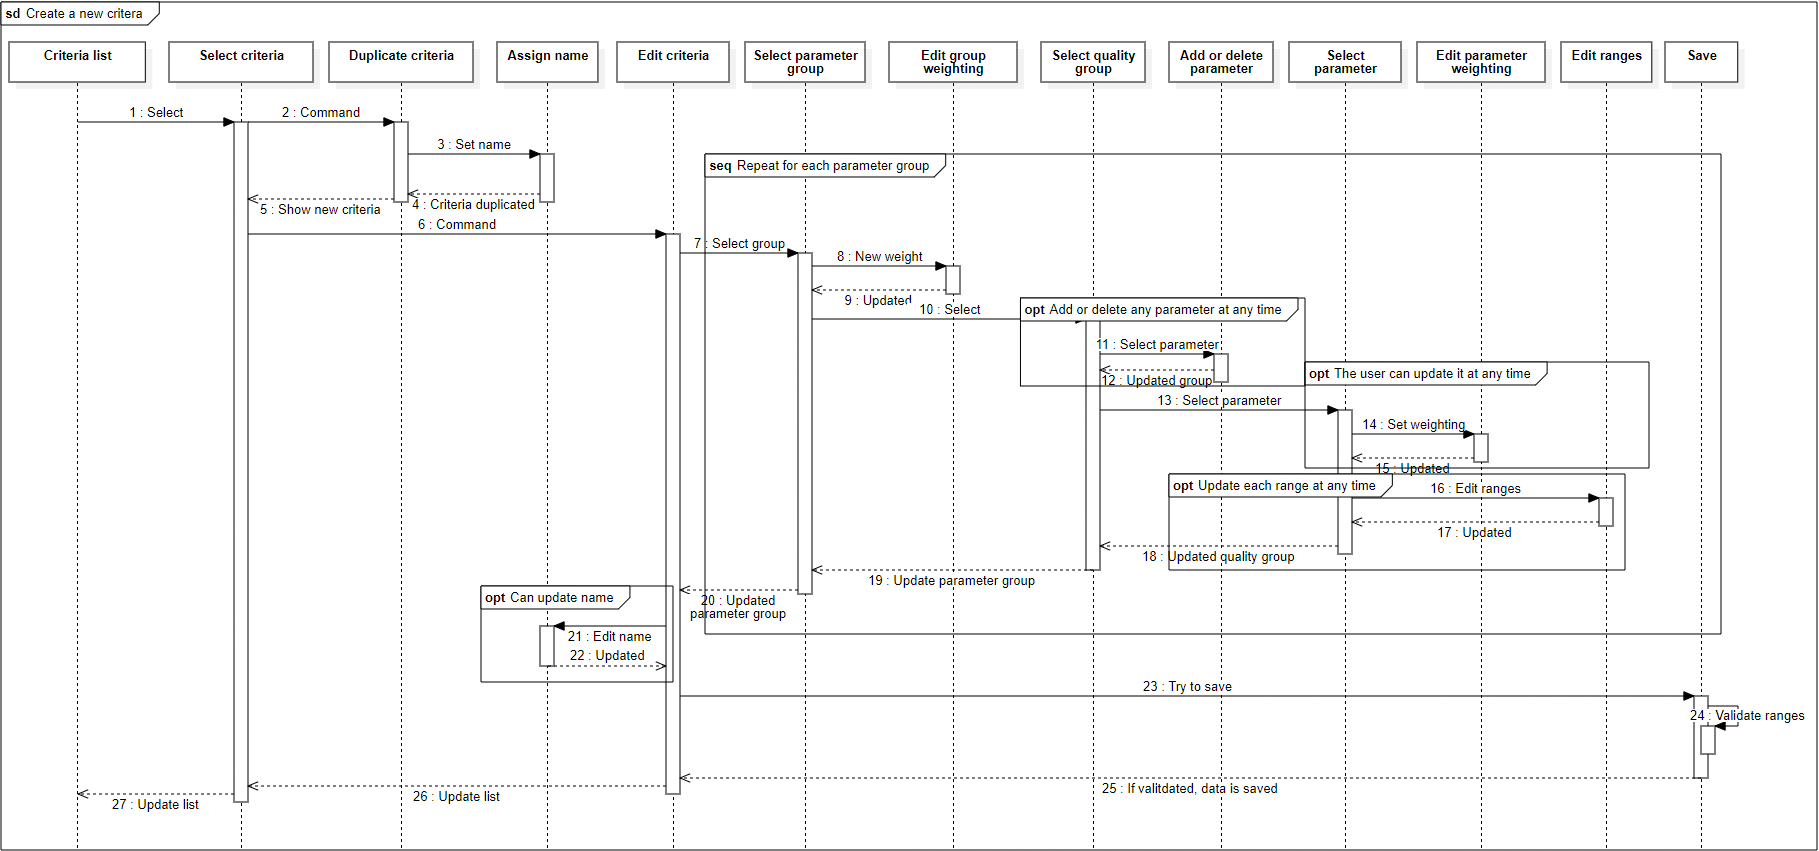 sd Create a new critera
Criteria list
Select criteria
Duplicate criteria
Assign name
Edit criteria
Select parameter
group
Edit group
weighting
Select quality
group
Add or delete
parameter
Select
parameter
Edit parameter
weighting
Edit ranges
Save
1 : Select
2 : Command
3 : Set name
seq Repeat for each parameter group
4 : Criteria duplicated
5 : Show new criteria
6 : Command
7 : Select group
8 : New weight
9 : Updated
10 : Select
opt Add or delete any parameter at any time
11 : Select parameter
12 : Updated group
opt The user can update it at any time
13 : Select parameter
14 : Set weighting
15 : Updated
opt Update each range at any time
16 : Edit ranges
17 : Updated
18 : Updated quality group
19 : Update parameter group
20 : Updated
parameter group
opt Can update name
21 : Edit name
22 : Updated
23 : Try to save
24 : Validate ranges
25 : If valitdated, data is saved
26 : Update list
27 : Update list